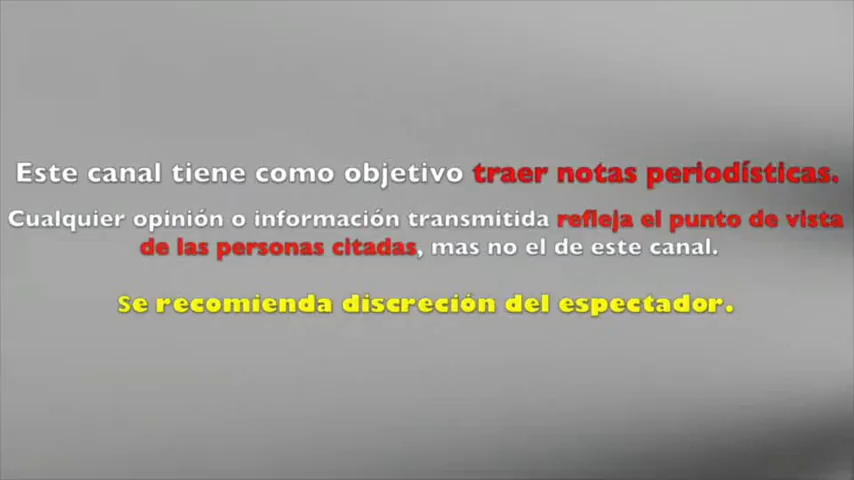 Este canal tiene como objetivo traer notas periodísticas.
Cualquier opinión o información transmitida refleja el punto de vista
de las personas citadas, mas no el de este canal.
Se recomienda discreción del espectador.